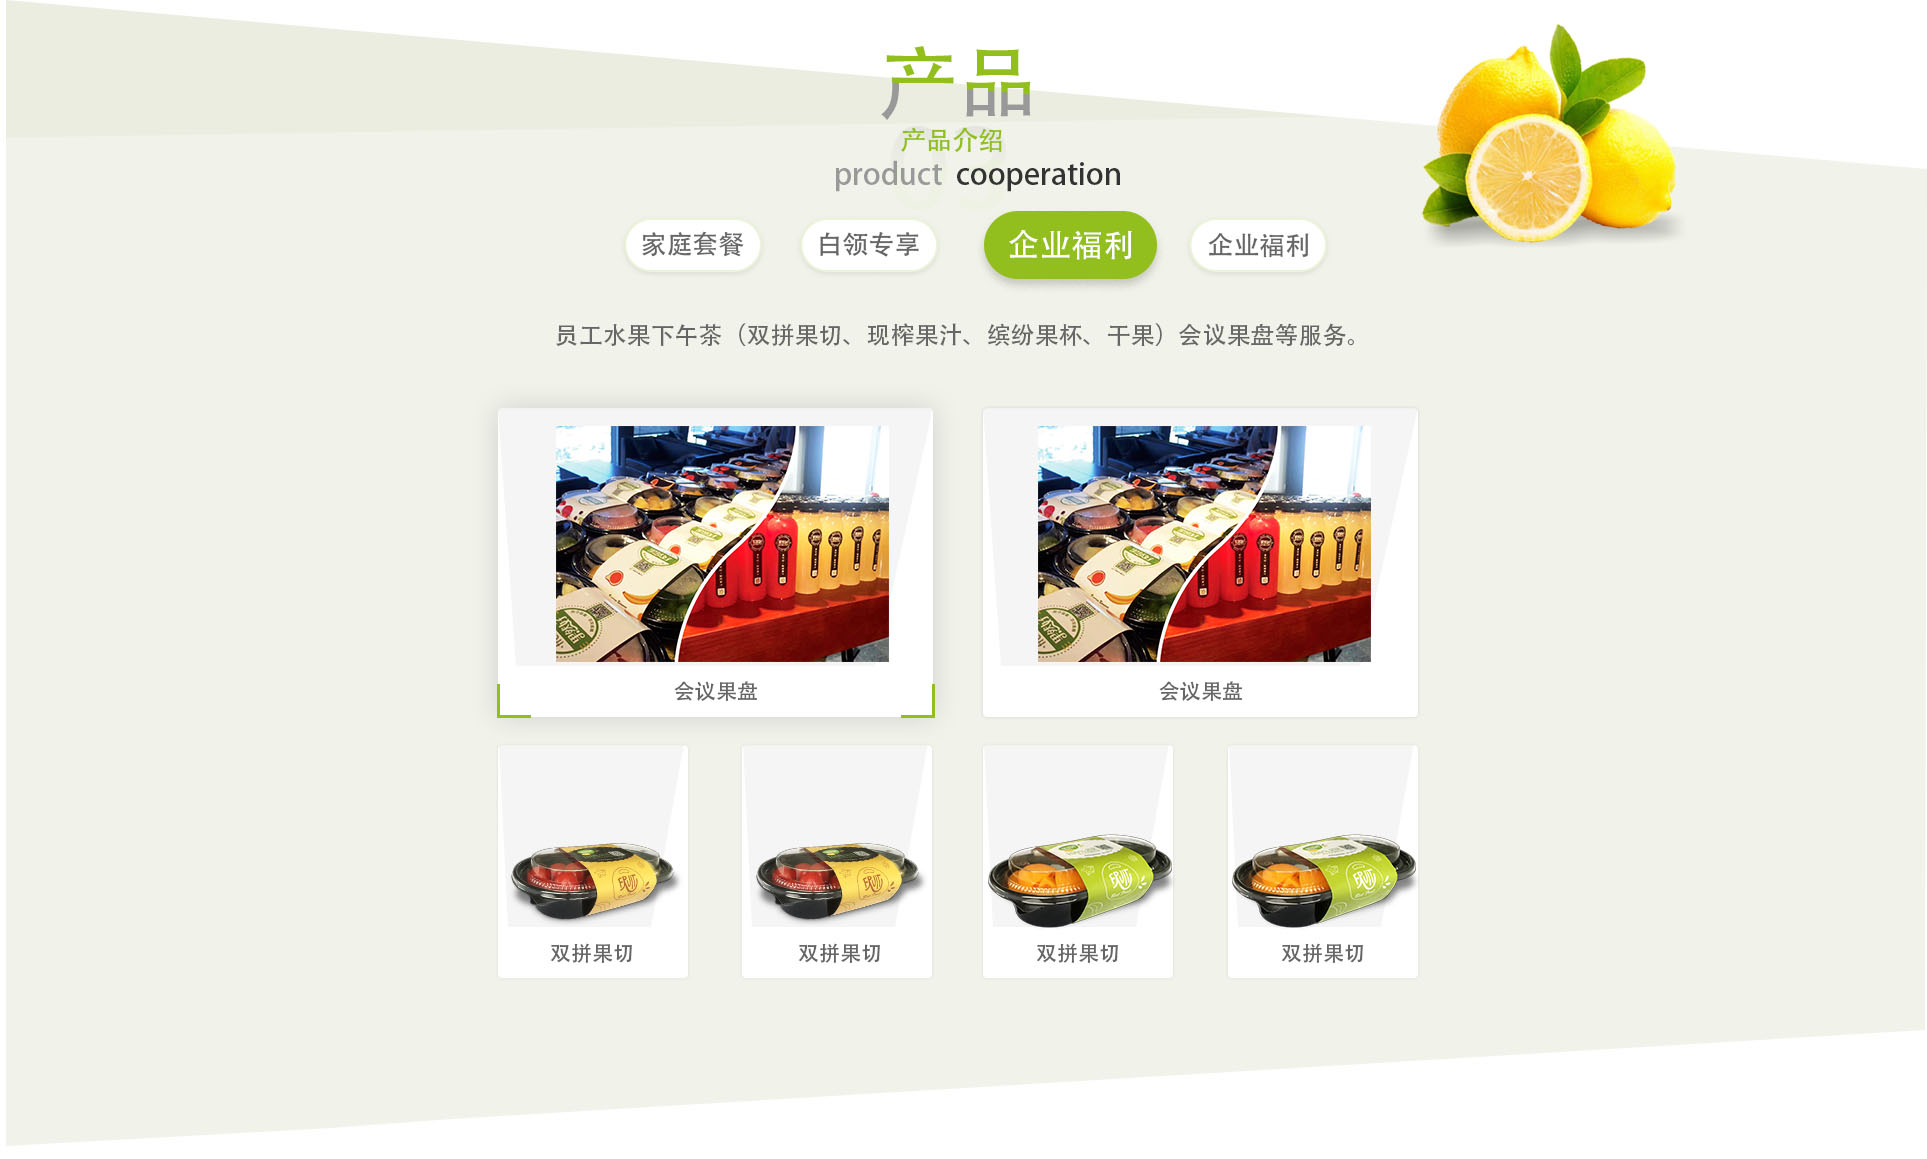 产品
产品介绍
product cooperation
家庭套餐 白领专享 企业福利 企业福利
员工水果下午茶（双拼果切、现榨果汁、缤纷果杯、干果）会议果盘等服务。
会议果盘 会议果盘
双拼果切 双拼果切 双拼果切 双拼果切